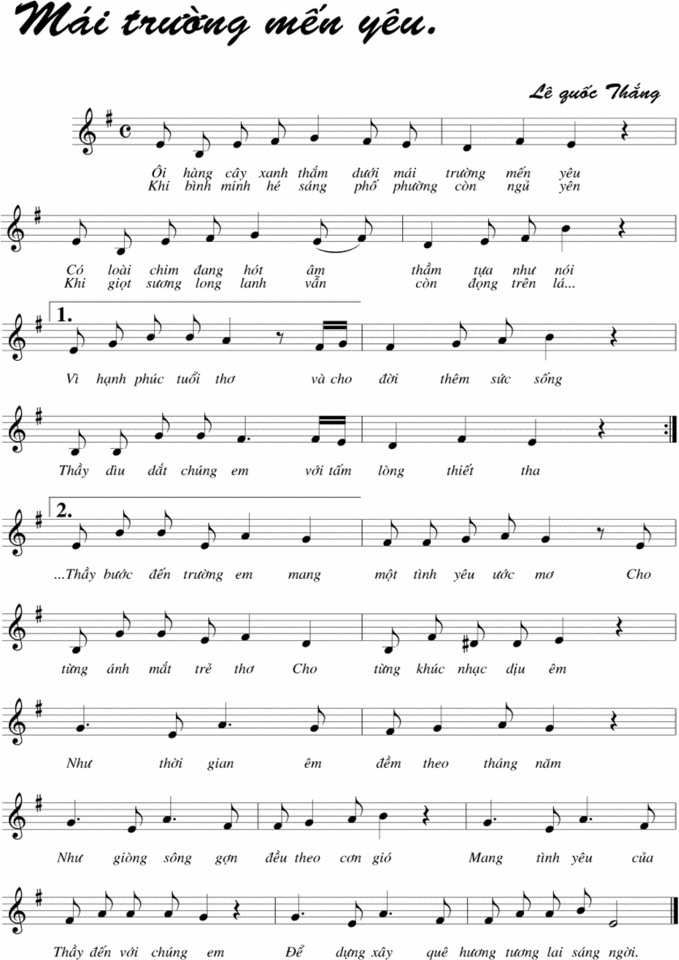 Mái trường mến yêu.
Lê quốc Thắng
Ôi hàng cây xanh thắm dưới mái trường mến yêu
Khi bình minh hé sáng phố phường còn ngủ yên
Có loài chim đang hót âm thầm tựa như nói
Khi giọt sương long lanh vẫn còn đọng trên lá...
1.
Vì hạnh phúc tuổi thơ và cho đời thêm sức sống
Thầy dìu dắt chúng em với tấm lòng thiết tha
2.
...Thầy bước đến trường em mang một tình yêu ước mơ Cho
từng ánh mắt trẻ thơ Cho từng khúc nhạc dịu êm
Như thời gian êm đềm theo tháng năm
Như giòng sông gợn đều theo cơn gió Mang tình yêu của
Thầy đến với chúng em Để dựng xây quê hương tương lai sáng ngời.